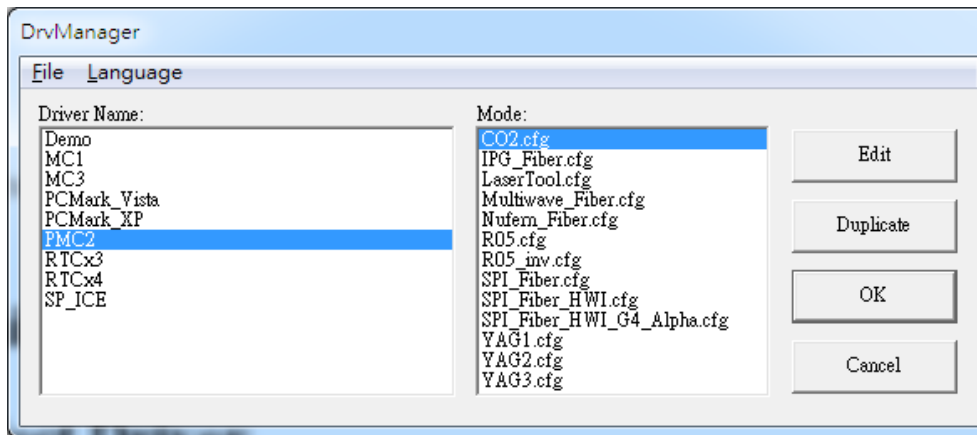 DrvManager
File Language
Driver Name:
Demo
MC1
MC3
PCMark_Vista
PCMark_XP
PMC2
RTCx3
RTCx4
SP_ICE
Mode:
CO2.cfg
IPG_Fiber.cfg
LaserTool.cfg
Multiwave_Fiber.cfg
Nufern_Fiber.cfg
R05.cfg
R05_inv.cfg
SPI_Fiber.cfg
SPI_Fiber_HWI.cfg
SPI_Fiber_HWI_G4_Alpha.cfg
YAG1.cfg
YAG2.cfg
YAG3.cfg
Edit
Duplicate
OK
Cancel